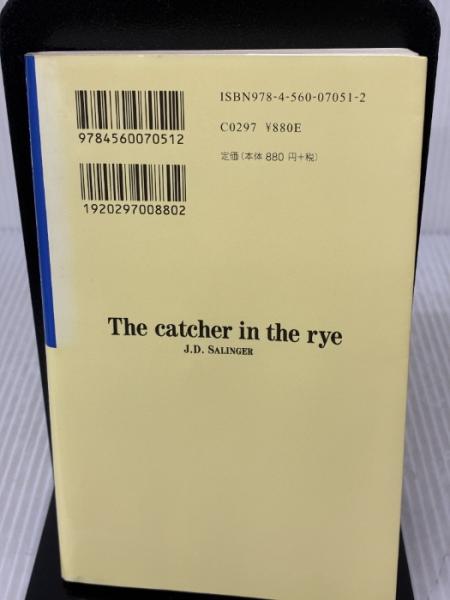 ISBN978-4-560-07051-2
9784560070512
C0297 ¥880E
定価(本体 880 円+税)
1920297008802
The catcher in the rye
J.D. SALINGER